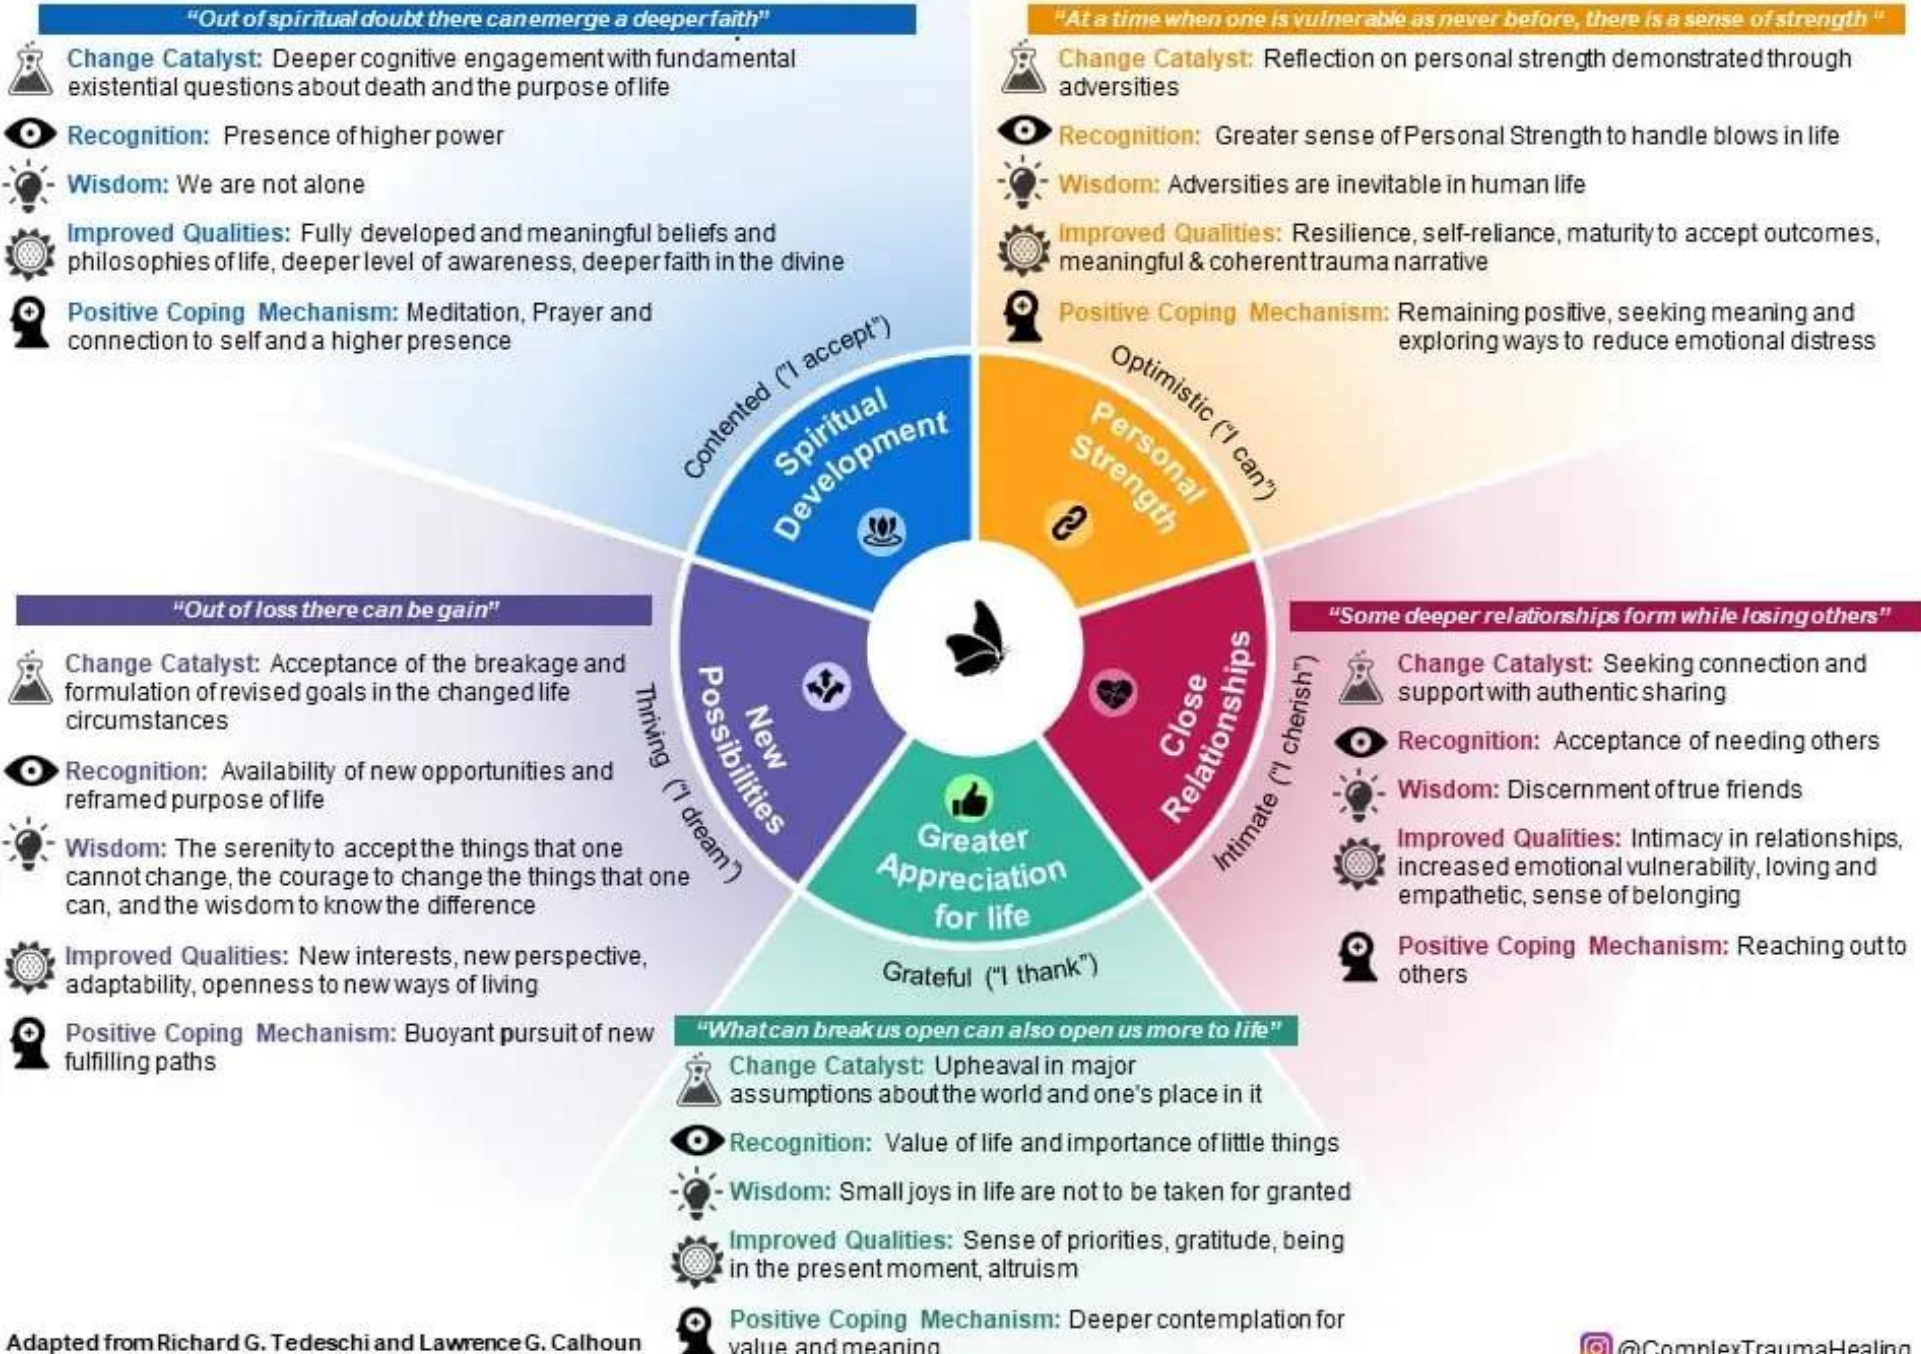 “Out of spiritual doubt there can emerge a deeper faith”
Change Catalyst: Deeper cognitive engagement with fundamental
existential questions about death and the purpose of life
Recognition: Presence of higher power
Wisdom: We are not alone
Improved Qualities: Fully developed and meaningful beliefs and
philosophies of life, deeper level of awareness, deeper faith in the divine
Positive Coping Mechanism: Meditation, Prayer and
connection to self and a higher presence
“At a time when one is vulnerable as never before, there is a sense of strength “
Change Catalyst: Reflection on personal strength demonstrated through
adversities
Recognition: Greater sense of Personal Strength to handle blows in life
Wisdom: Adversities are inevitable in human life
Improved Qualities: Resilience, self-reliance, maturity to accept outcomes,
meaningful & coherent trauma narrative
Positive Coping Mechanism: Remaining positive, seeking meaning and
exploring ways to reduce emotional distress
Contented (“I accept”)
Optimistic (“I can”)
Spiritual
Development
Personal
Strength
New
Possibilities
Close
Relationships
Greater
Appreciation
for life
Thriving (“I dream”)
Intimate (“I cherish”)
Grateful (“I thank”)
“Out of loss there can be gain”
Change Catalyst: Acceptance of the breakage and
formulation of revised goals in the changed life
circumstances
Recognition: Availability of new opportunities and
reframed purpose of life
Wisdom: The serenity to accept the things that one
cannot change, the courage to change the things that one
can, and the wisdom to know the difference
Improved Qualities: New interests, new perspective,
adaptability, openness to new ways of living
Positive Coping Mechanism: Buoyant pursuit of new
fulfilling paths
“Some deeper relationships form while losing others”
Change Catalyst: Seeking connection and
support with authentic sharing
Recognition: Acceptance of needing others
Wisdom: Discernment of true friends
Improved Qualities: Intimacy in relationships,
increased emotional vulnerability, loving and
empathetic, sense of belonging
Positive Coping Mechanism: Reaching out to
others
“What can break us open can also open us more to life”
Change Catalyst: Upheaval in major
assumptions about the world and one's place in it
Recognition: Value of life and importance of little things
Wisdom: Small joys in life are not to be taken for granted
Improved Qualities: Sense of priorities, gratitude, being
in the present moment, altruism
Positive Coping Mechanism: Deeper contemplation for
value and meaning
Adapted from Richard G. Tedeschi and Lawrence G. Calhoun
@ComplexTraumaHealing